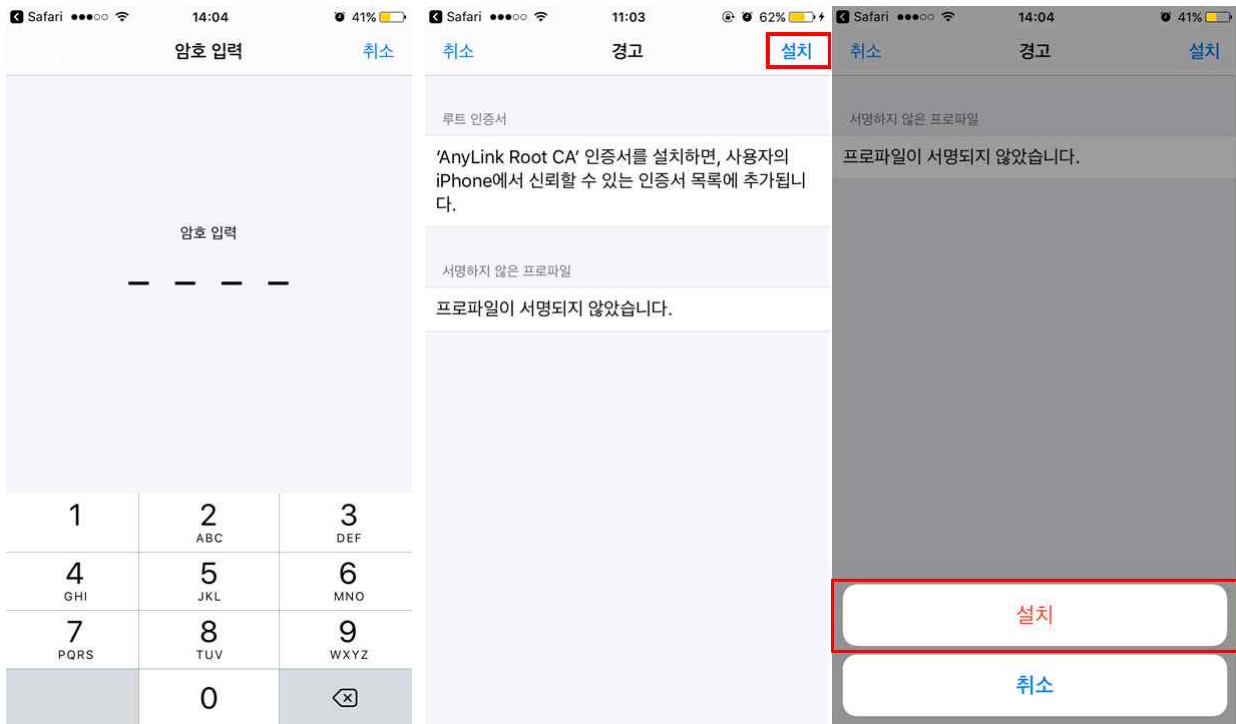 Safari 14:04 41%
암호 입력 취소
암호 입력
1 2 3
ABC DEF
4 5 6
GHI JKL MNO
7 8 9
PQRS TUV WXYZ
0
Safari 11:03 62%
취소 경고 설치
루트 인증서
‘AnyLink Root CA’ 인증서를 설치하면, 사용자의
iPhone에서 신뢰할 수 있는 인증서 목록에 추가됩니
다.
서명하지 않은 프로파일
프로파일이 서명되지 않았습니다.
Safari 14:04 41%
취소 경고 설치
서명하지 않은 프로파일
프로파일이 서명되지 않았습니다.
설치
취소